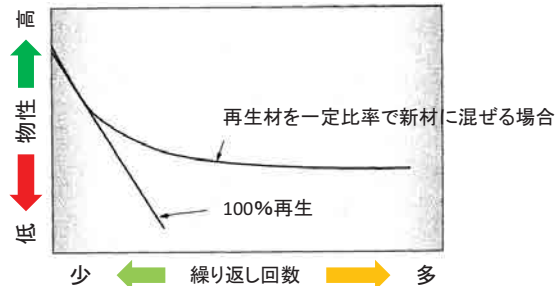 高
物性
低
再生材を一定比率で新材に混ぜる場合
100%再生
少
繰り返し回数
多